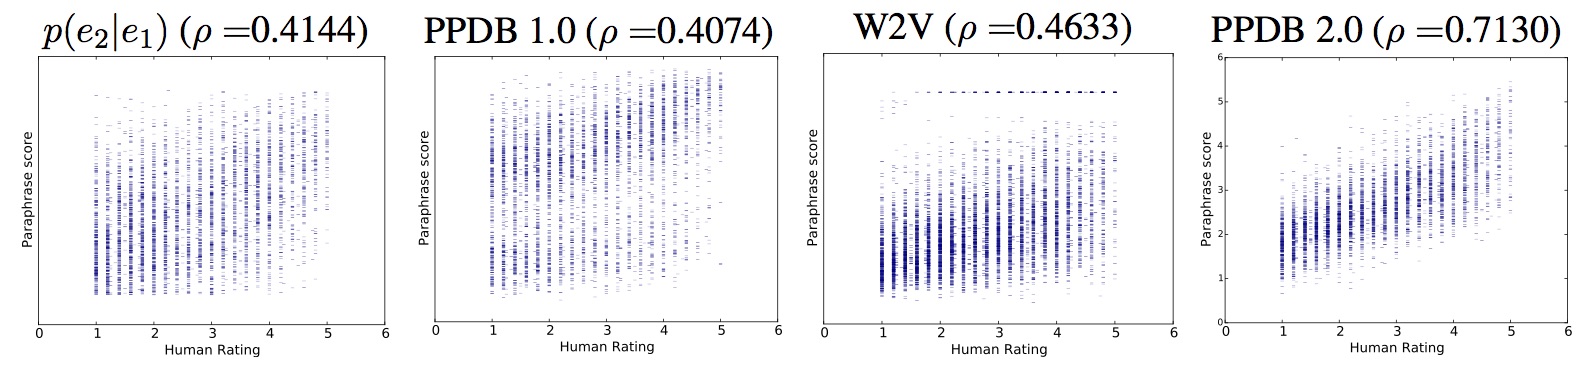 p(e₂|e₁) (ρ =0.4144)
Paraphrase score
0 1 2 3 4 5 6
Human Rating
PPDB 1.0 (ρ =0.4074)
Paraphrase score
0 1 2 3 4 5 6
Human Rating
W2V (ρ =0.4633)
Paraphrase score
0 1 2 3 4 5 6
Human Rating
PPDB 2.0 (ρ =0.7130)
Paraphrase score
6
5
4
3
2
1
0
0 1 2 3 4 5 6
Human Rating